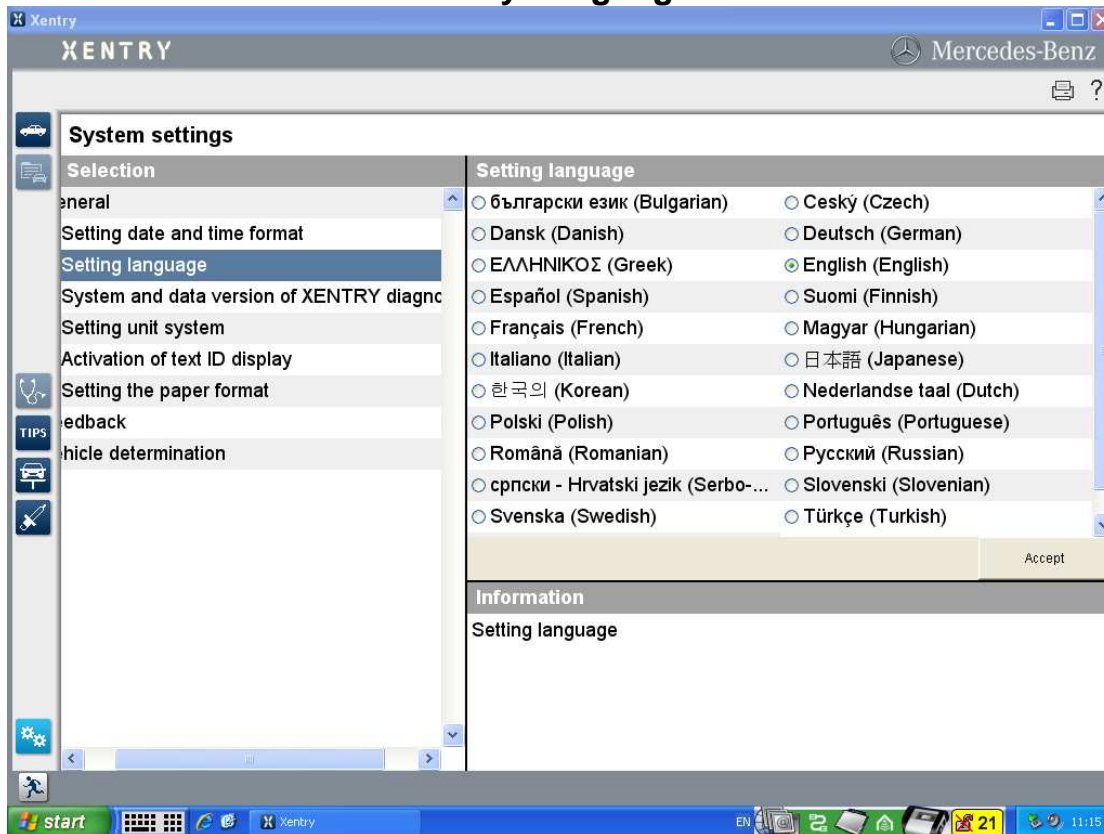 Xentry
XENTRY
Mercedes-Benz
?
System settings
Selection
eneral
Setting date and time format
Setting language
System and data version of XENTRY diagno
Setting unit system
Activation of text ID display
Setting the paper format
edback
hicle determination
Setting language
български език (Bulgarian)
Ceský (Czech)
Dansk (Danish)
Deutsch (German)
ΕΛΛΗΝΙΚΌΣ (Greek)
English (English)
Español (Spanish)
Suomi (Finnish)
Français (French)
Magyar (Hungarian)
Italiano (Italian)
日本語 (Japanese)
한국의 (Korean)
Nederlandse taal (Dutch)
Polski (Polish)
Português (Portuguese)
Română (Romanian)
Русский (Russian)
српски - Hrvatski jezik (Serbo-...
Slovenski (Slovenian)
Svenska (Swedish)
Türkçe (Turkish)
Accept
Information
Setting language
TIPS
start
Xentry
EN
21
11:15